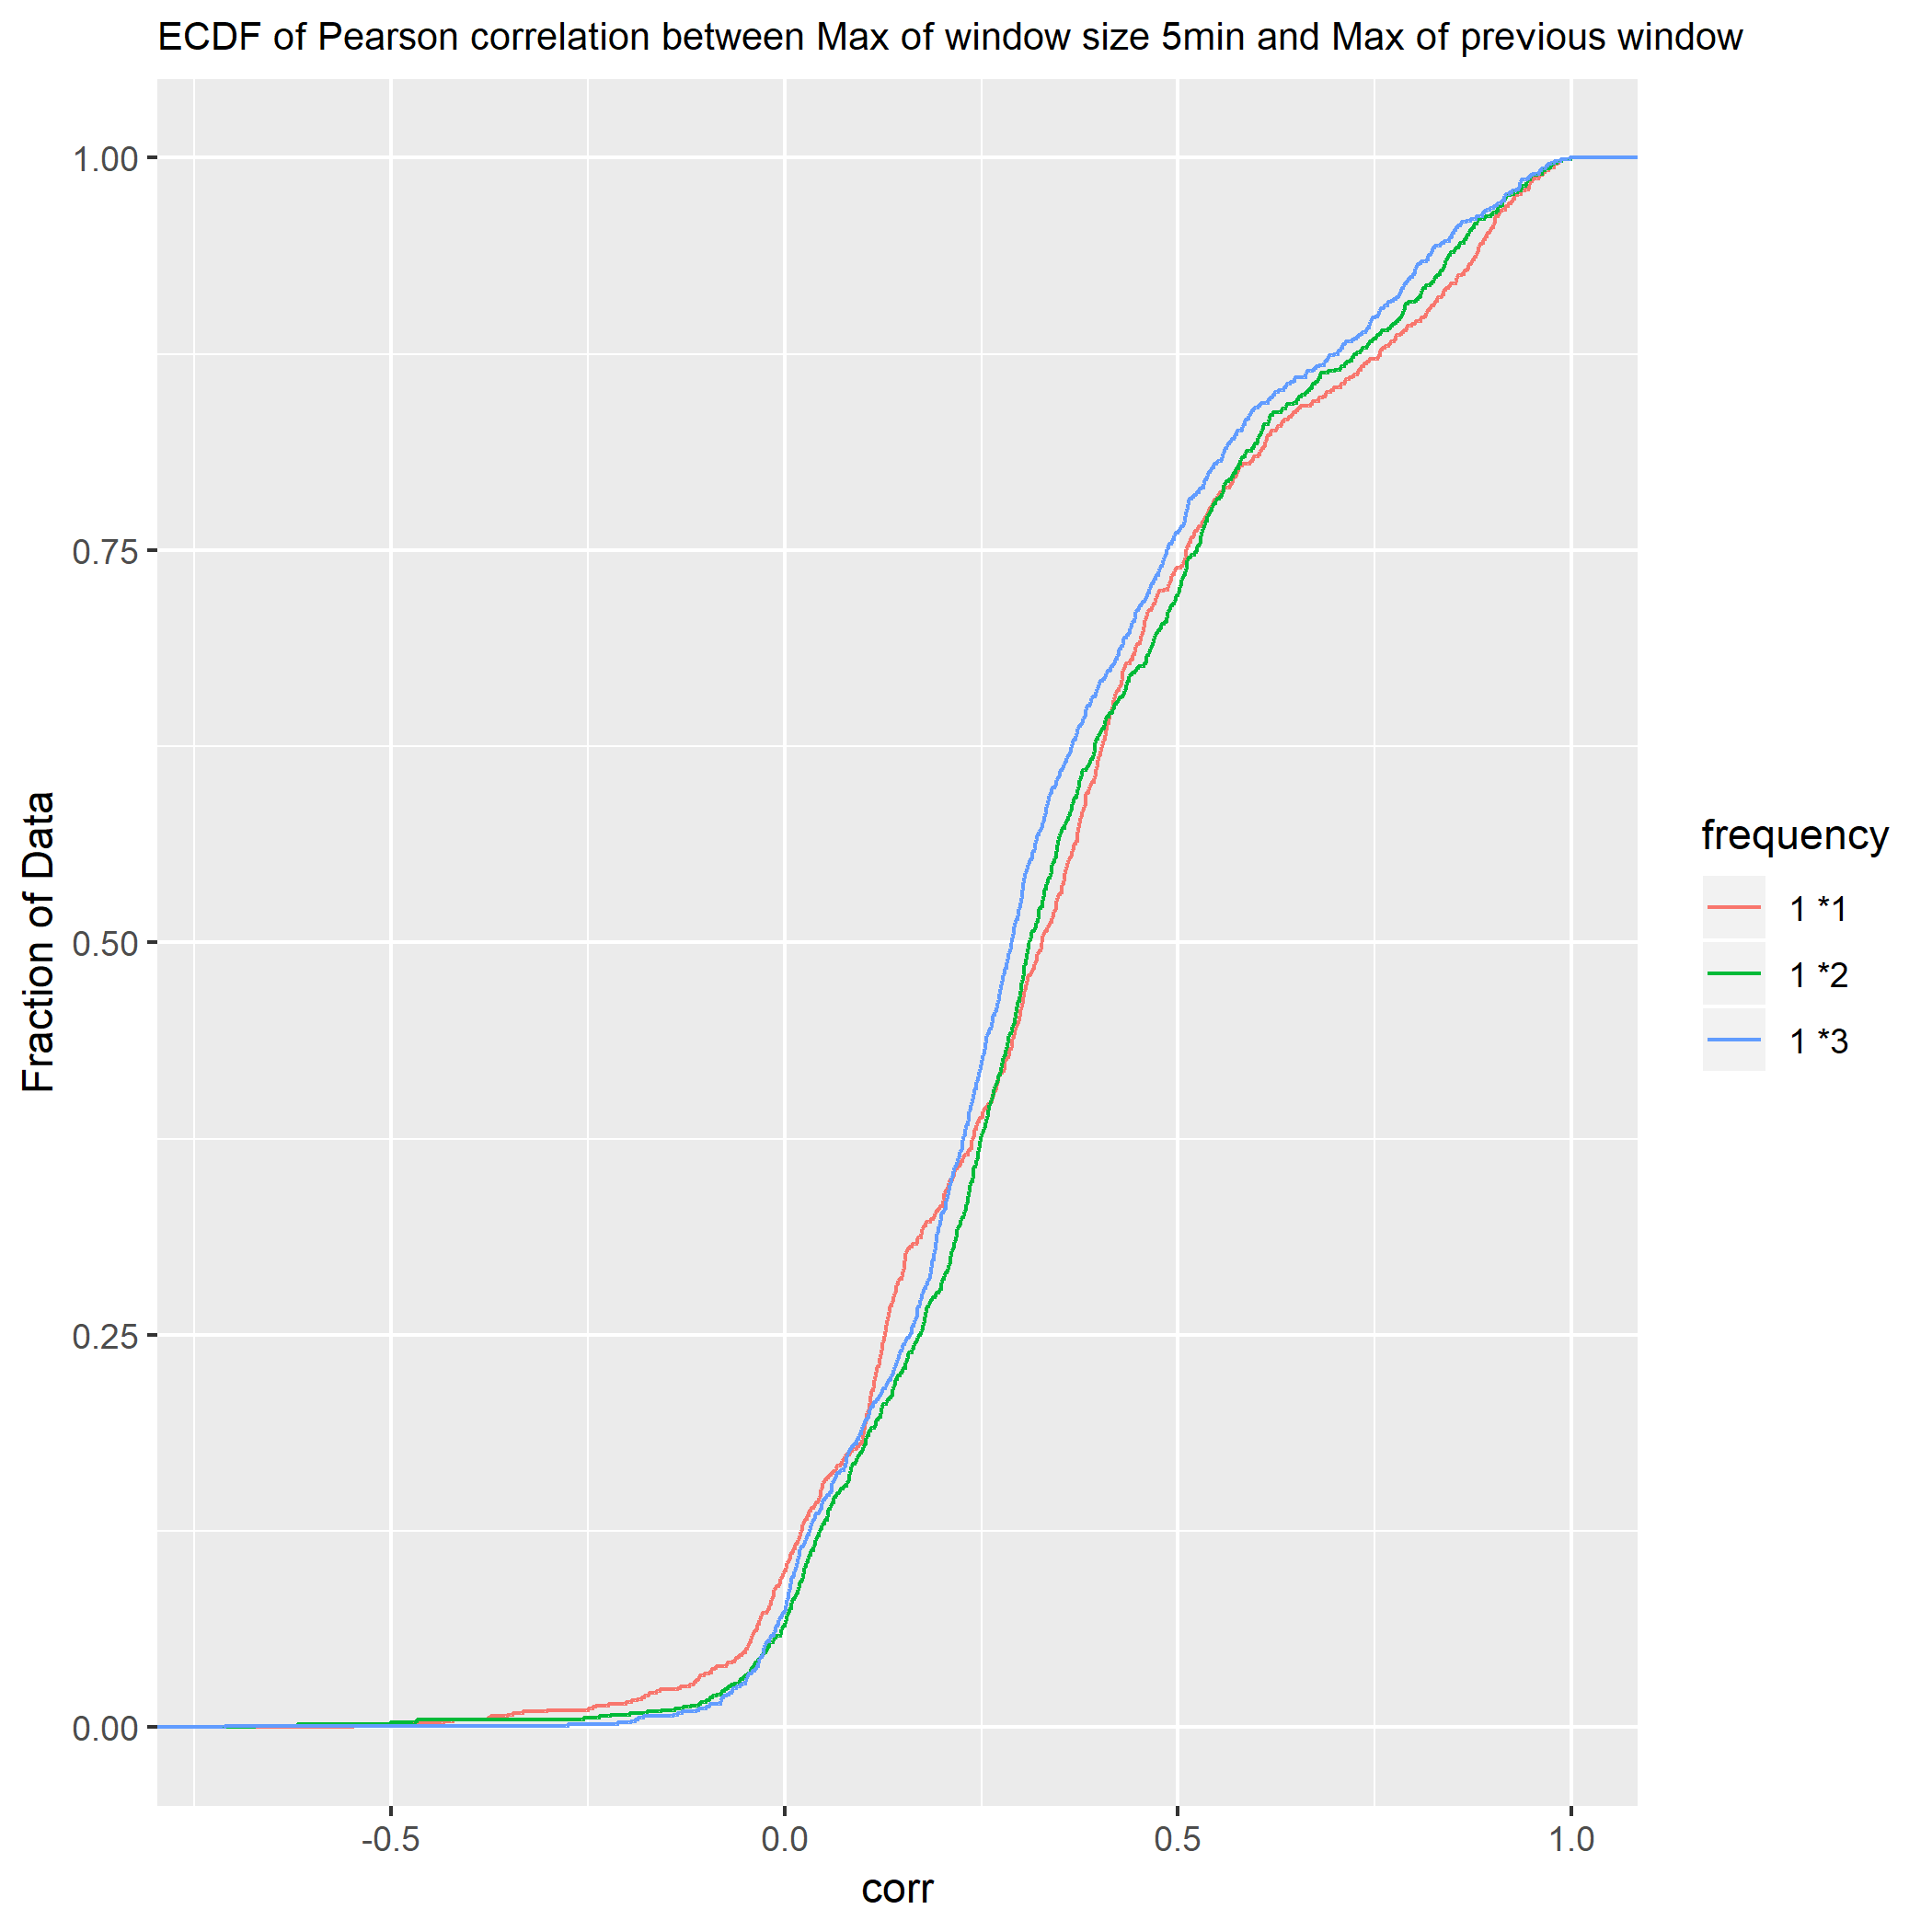 ECDF of Pearson correlation between Max of window size 5min and Max of previous window
1.00
0.75
0.50
0.25
0.00
Fraction of Data
-0.5 0.0 0.5 1.0
corr
frequency
1 *1
1 *2
1 *3